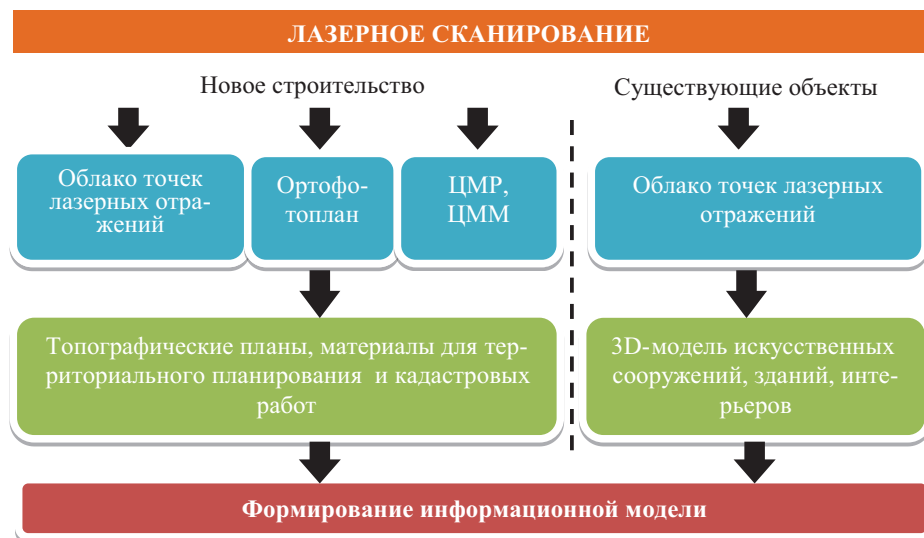 ЛАЗЕРНОЕ СКАНИРОВАНИЕ
Новое строительство
Существующие объекты
Облако точек
лазерных отра-
жений
Ортофо-
топлан
ЦМР,
ЦММ
Облако точек лазерных
отражений
Топографические планы, материалы для тер-
риториального планирования и кадастровых
работ
3D-модель искусственных
сооружений, зданий, инте-
рьеров
Формирование информационной модели